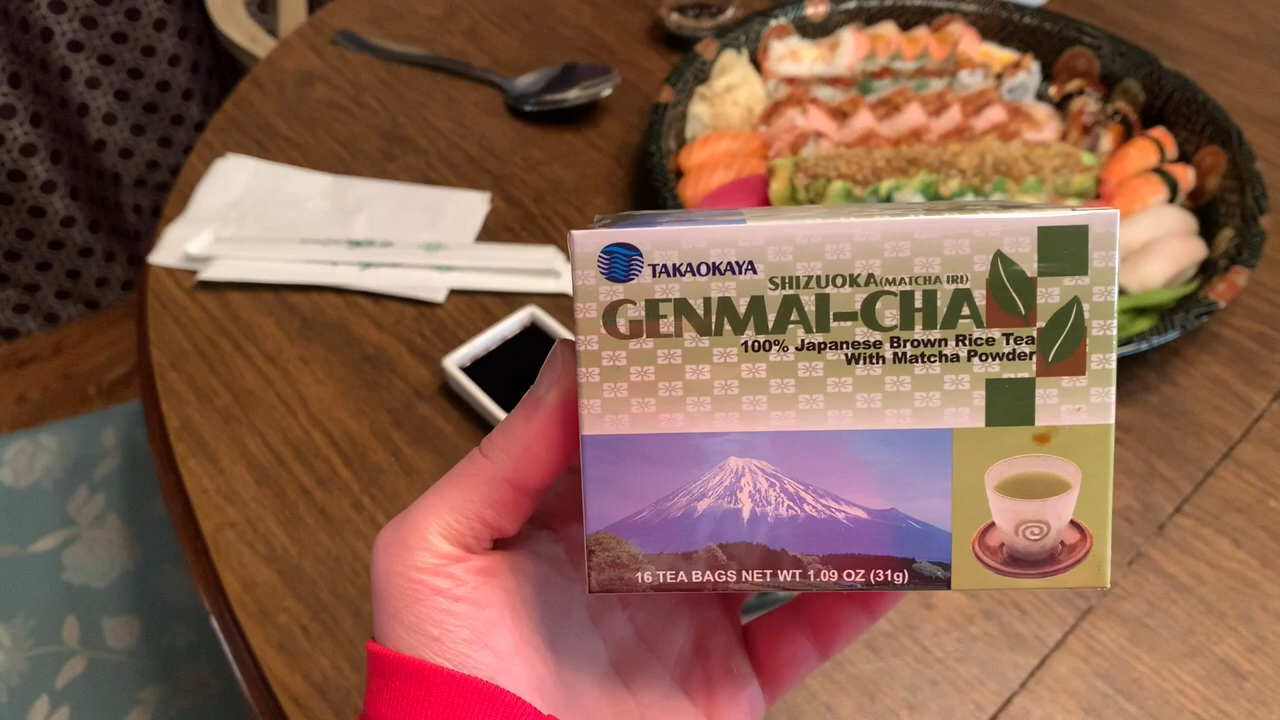 TAKAOKAYA
SHIZUOKA (MATCHA IRI)
GENMAI-CHA
100% Japanese Brown Rice Tea
With Matcha Powder
16 TEA BAGS NET WT 1.09 OZ (31g)